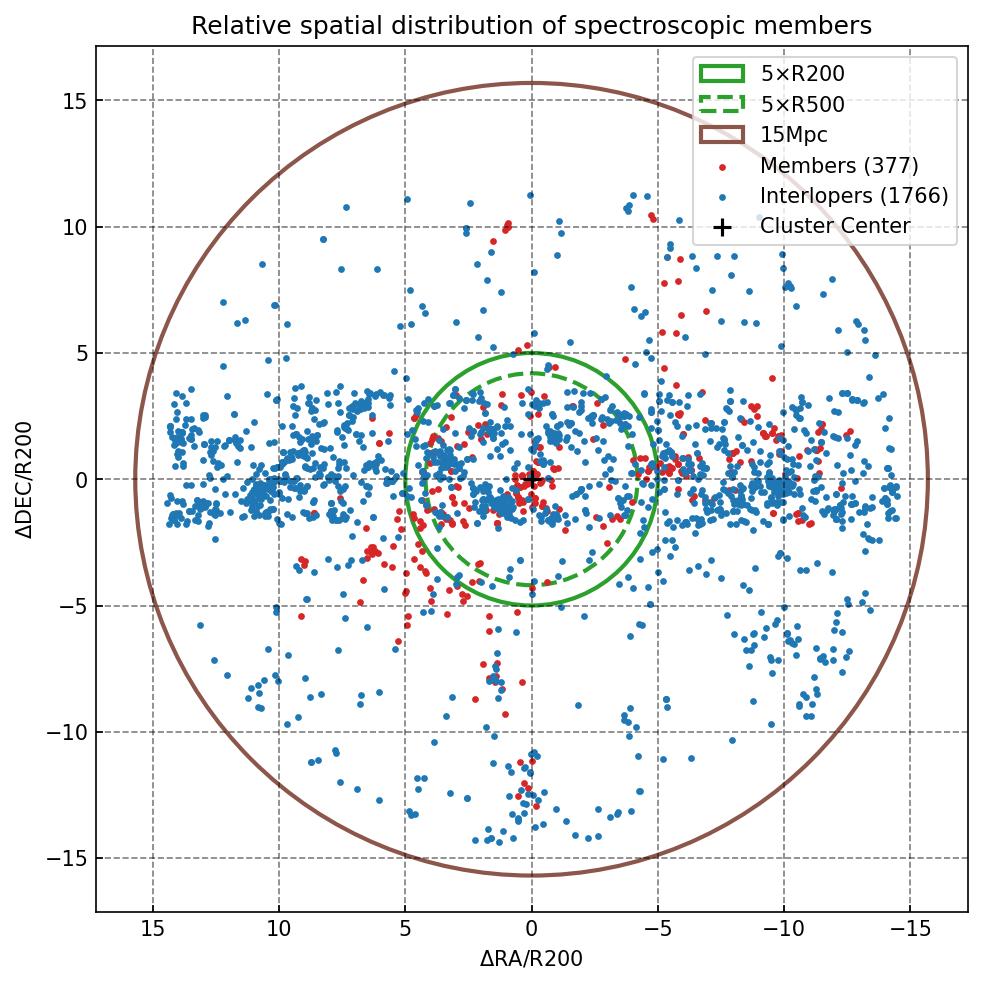 Relative spatial distribution of spectroscopic members
5×R200
5×R500
15Mpc
Members (377)
Interlopers (1766)
Cluster Center
15
10
5
0
−5
−10
−15
ΔDEC/R200
15
10
5
0
−5
−10
−15
ΔRA/R200